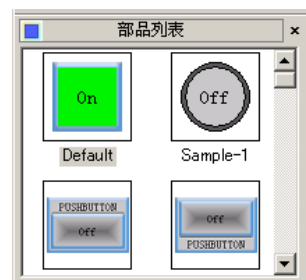 部品列表
On
Off
Default
Sample-1
PUSHBUTTON
Off
Off
PUSHBUTTON